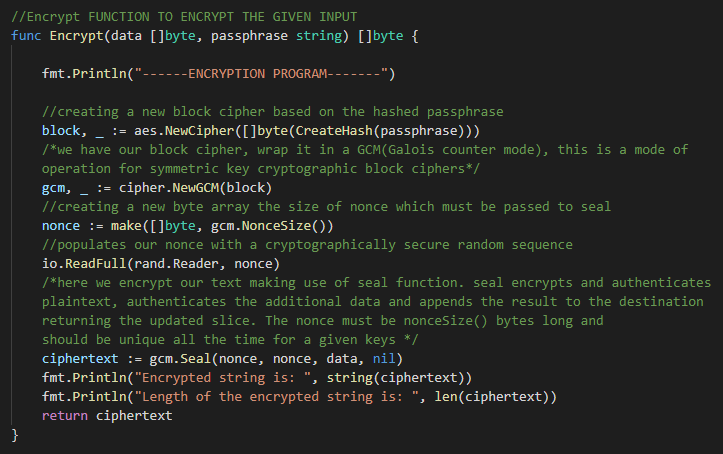 //Encrypt FUNCTION TO ENCRYPT THE GIVEN INPUT
func Encrypt(data []byte, passphrase string) []byte {
fmt.Println("------ENCRYPTION PROGRAM-------")
//creating a new block cipher based on the hashed passphrase
block, _ := aes.NewCipher([]byte(CreateHash(passphrase)))
/*we have our block cipher, wrap it in a GCM(Galois counter mode), this is a mode of
operation for symmetric key cryptographic block ciphers*/
gcm, _ := cipher.NewGCM(block)
//creating a new byte array the size of nonce which must be passed to seal
nonce := make([]byte, gcm.NonceSize())
//populates our nonce with a cryptographically secure random sequence
io.ReadFull(rand.Reader, nonce)
/*here we encrypt our text making use of seal function. seal encrypts and authenticates
plaintext, authenticates the additional data and appends the result to the destination
returning the updated slice. The nonce must be nonceSize() bytes long and
should be unique all the time for a given keys */
ciphertext := gcm.Seal(nonce, nonce, data, nil)
fmt.Println("Encrypted string is: ", string(ciphertext))
fmt.Println("Length of the encrypted string is: ", len(ciphertext))
return ciphertext
}